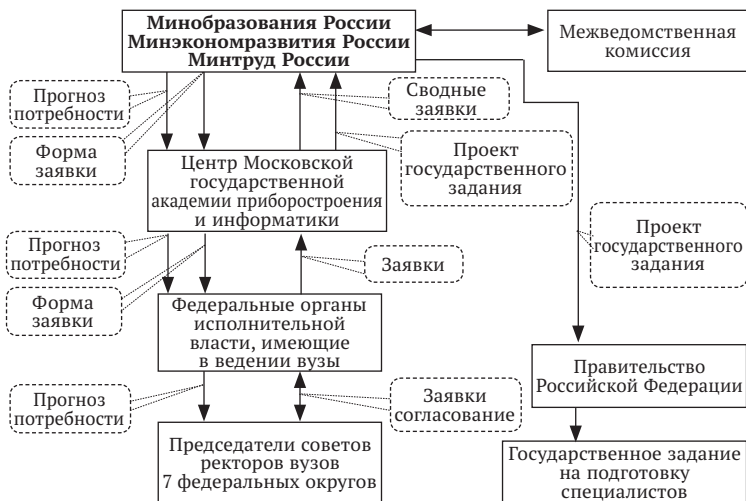 Минобразования России
Минэкономразвития России
Минтруд России
Межведомственная
комиссия
Прогноз
потребности
Форма
заявки
Сводные
заявки
Проект
государственного
задания
Центр Московской
государственной
академии приборостроения
и информатики
Прогноз
потребности
Форма
заявки
Заявки
Проект
государственного
задания
Федеральные органы
исполнительной
власти, имеющие
в ведении вузы
Прогноз
потребности
Заявки
согласование
Правительство
Российской Федерации
Председатели советов
ректоров вузов
7 федеральных округов
Государственное задание
на подготовку
специалистов